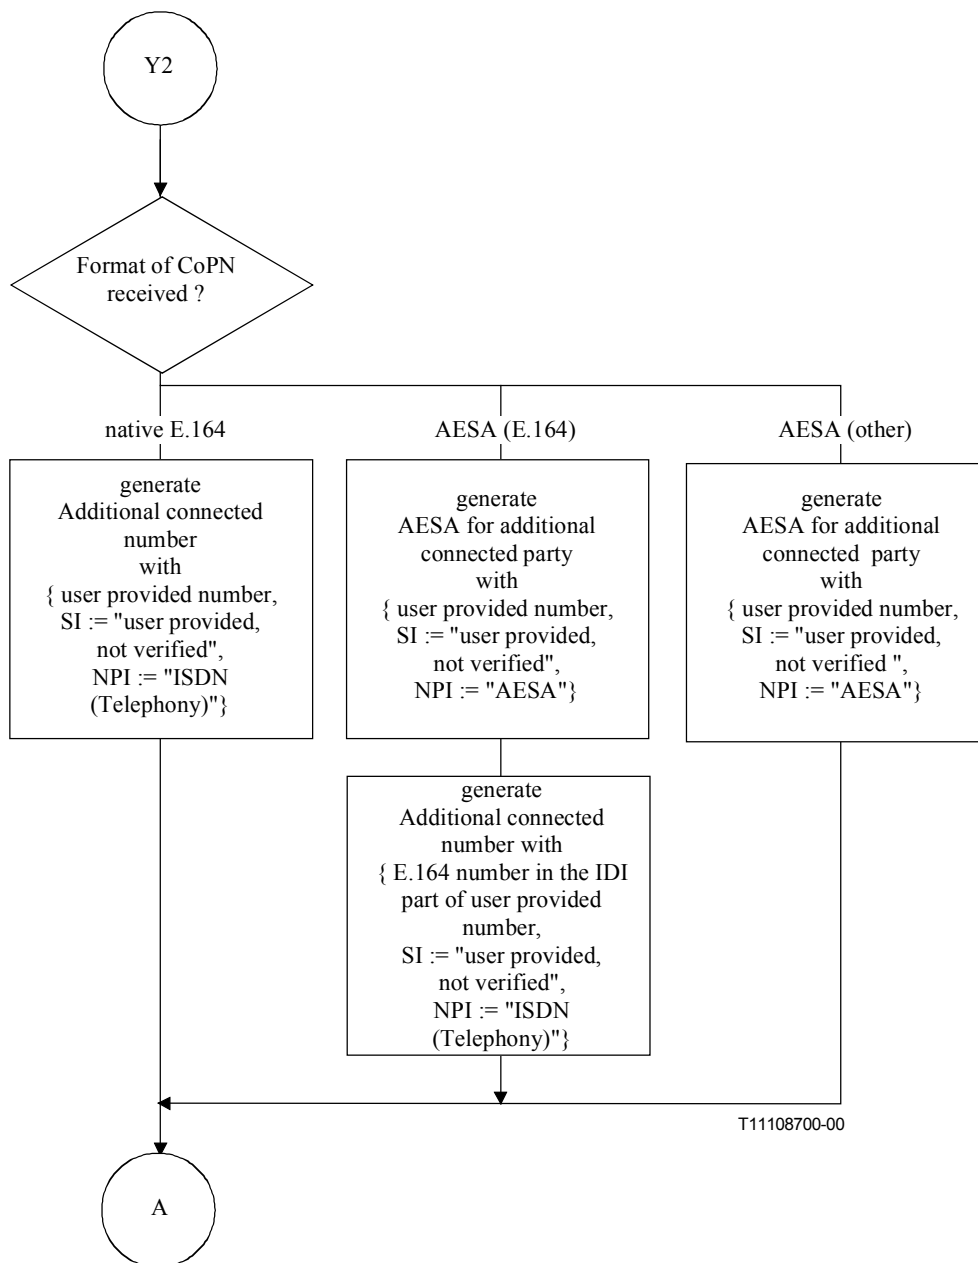 Y2
Format of CoPN
received ?
native E.164
AESA (E.164)
AESA (other)
generate
Additional connected
number
with
{ user provided number,
SI := "user provided,
not verified",
NPI := "ISDN
(Telephony)"}
generate
AESA for additional
connected party
with
{ user provided number,
SI := "user provided,
not verified",
NPI := "AESA"}
generate
AESA for additional
connected  party
with
{ user provided number,
SI := "user provided,
not verified ",
NPI := "AESA"}
generate
Additional connected
number with
{ E.164 number in the IDI
part of user provided
number,
SI := "user provided,
not verified",
NPI := "ISDN
(Telephony)"}
T11108700-00
A